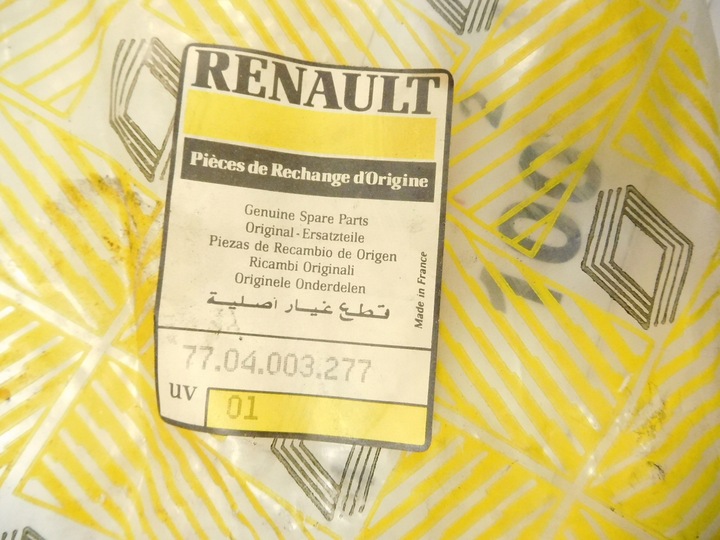 RENAULT
Pièces de Rechange d'Origine
Genuine Spare Parts
Original-Ersatzteile
Piezas de Recambio de Origen
Ricambi Originali
Originele Onderdelen
قطع غيار اصلية
Made in France
77.04.003.277
uv
01